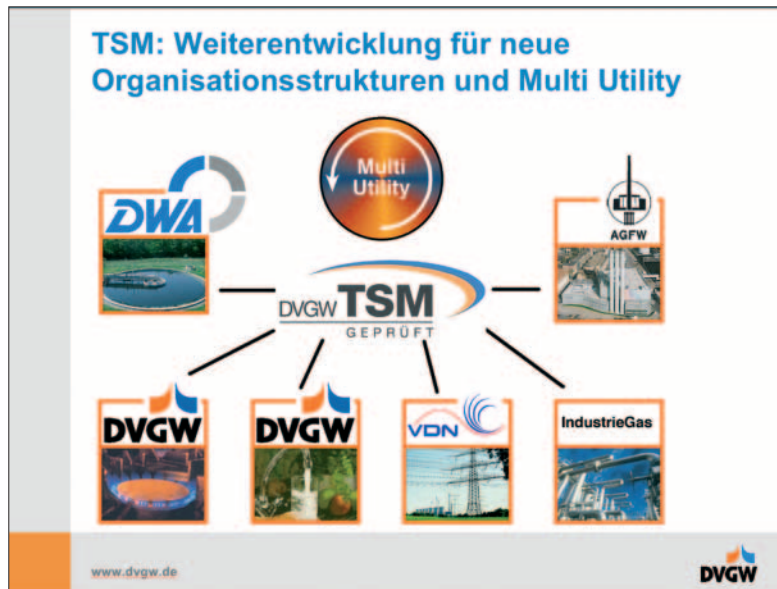 TSM: Weiterentwicklung für neue
Organisationsstrukturen und Multi Utility
Multi
Utility
DWA
AGFW
DVGW TSM
GEPRÜFT
DVGW
DVGW
VDN
IndustrieGas
www.dvgw.de
DVGW